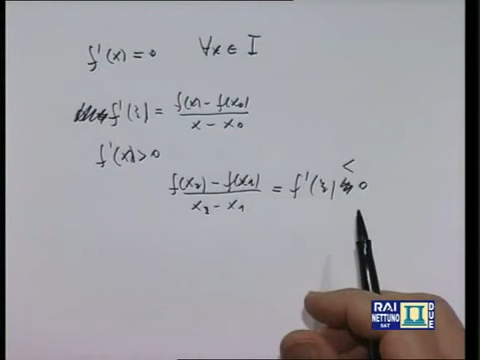 f'(x) = 0 ∀x ∈ I
f'(ξ) = f(x) - f(x₀) / x - x₀
f'(x) > 0
f(x₂) - f(x₁) / x₂ - x₁ = f'(ξ) < 0
RAI
NETTUNO
SAT
DUE